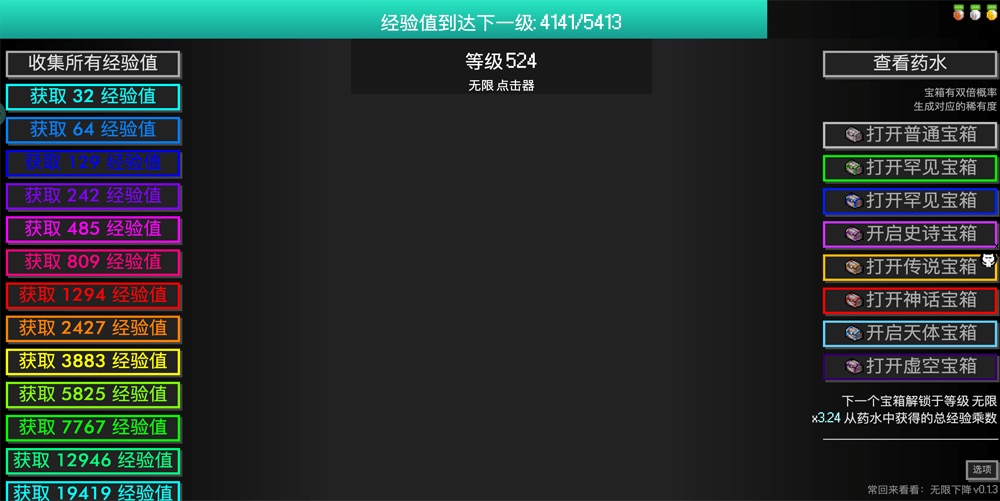 经验值到达下一级: 4141/5413
等级 524
无限 点击器
收集所有经验值
获取 32 经验值
获取 64 经验值
获取 129 经验值
获取 242 经验值
获取 485 经验值
获取 809 经验值
获取 1294 经验值
获取 2427 经验值
获取 3883 经验值
获取 5825 经验值
获取 7767 经验值
获取 12946 经验值
获取 19419 经验值
查看药水
宝箱有双倍概率
生成对应的稀有度
打开普通宝箱
打开罕见宝箱
打开罕见宝箱
开启史诗宝箱
打开传说宝箱
打开神话宝箱
开启天体宝箱
打开虚空宝箱
下一个宝箱解锁于等级 无限
x3.24 从药水中获得的总经验乘数
选项
常回来看看: 无限下降 v0.1.3